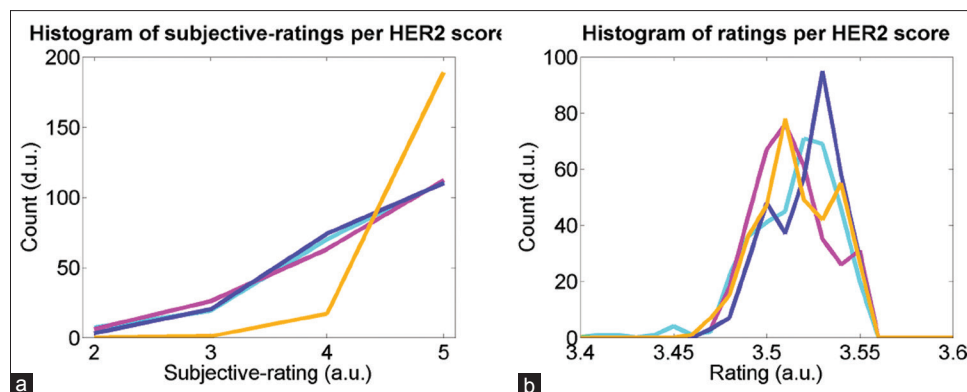 Histogram of subjective-ratings per HER2 score
200
150
100
50
0
Count (d.u.)
2
3
4
5
Subjective-rating (a.u.)
a
Histogram of ratings per HER2 score
100
80
60
40
20
0
Count (d.u.)
3.4
3.45
3.5
3.55
3.6
Rating (a.u.)
b